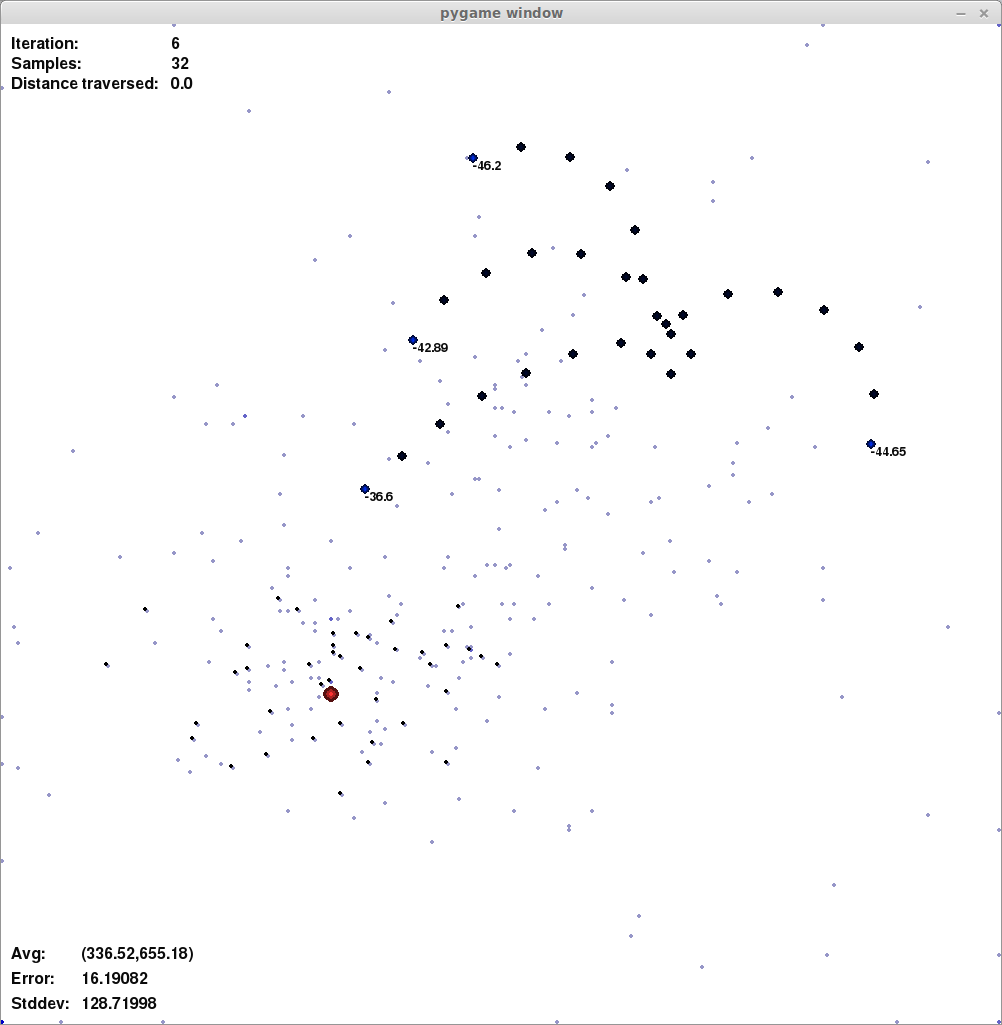 pygame window
Iteration: 6
Samples: 32
Distance traversed: 0.0
-46.2
-42.89
-44.65
-36.6
Avg: (336.52,655.18)
Error: 16.19082
Stddev: 128.71998